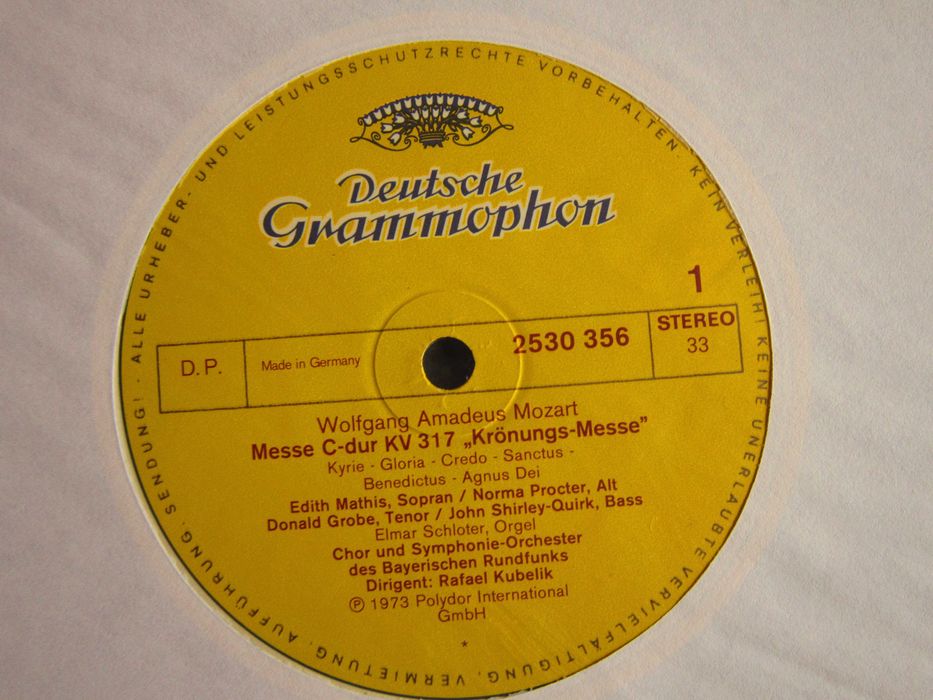 ALLE URHEBER- UND LEISTUNGSSCHUTZRECHTE VORBEHALTEN · KEIN VERLEIH! KEINE UNERLAUBTE VERVIELFÄLTIGUNG, VERMIETUNG, AUFFÜHRUNG, SENDUNG! ·
Deutsche
Grammophon
1
D. P.
Made in Germany
2530 356
STEREO
33
Wolfgang Amadeus Mozart
Messe C-dur KV 317 „Krönungs-Messe”
Kyrie - Gloria - Credo - Sanctus -
Benedictus - Agnus Dei
Edith Mathis, Sopran / Norma Procter, Alt
Donald Grobe, Tenor / John Shirley-Quirk, Bass
Elmar Schloter, Orgel
Chor und Symphonie-Orchester
des Bayerischen Rundfunks
Dirigent: Rafael Kubelik
℗ 1973 Polydor International
GmbH
*